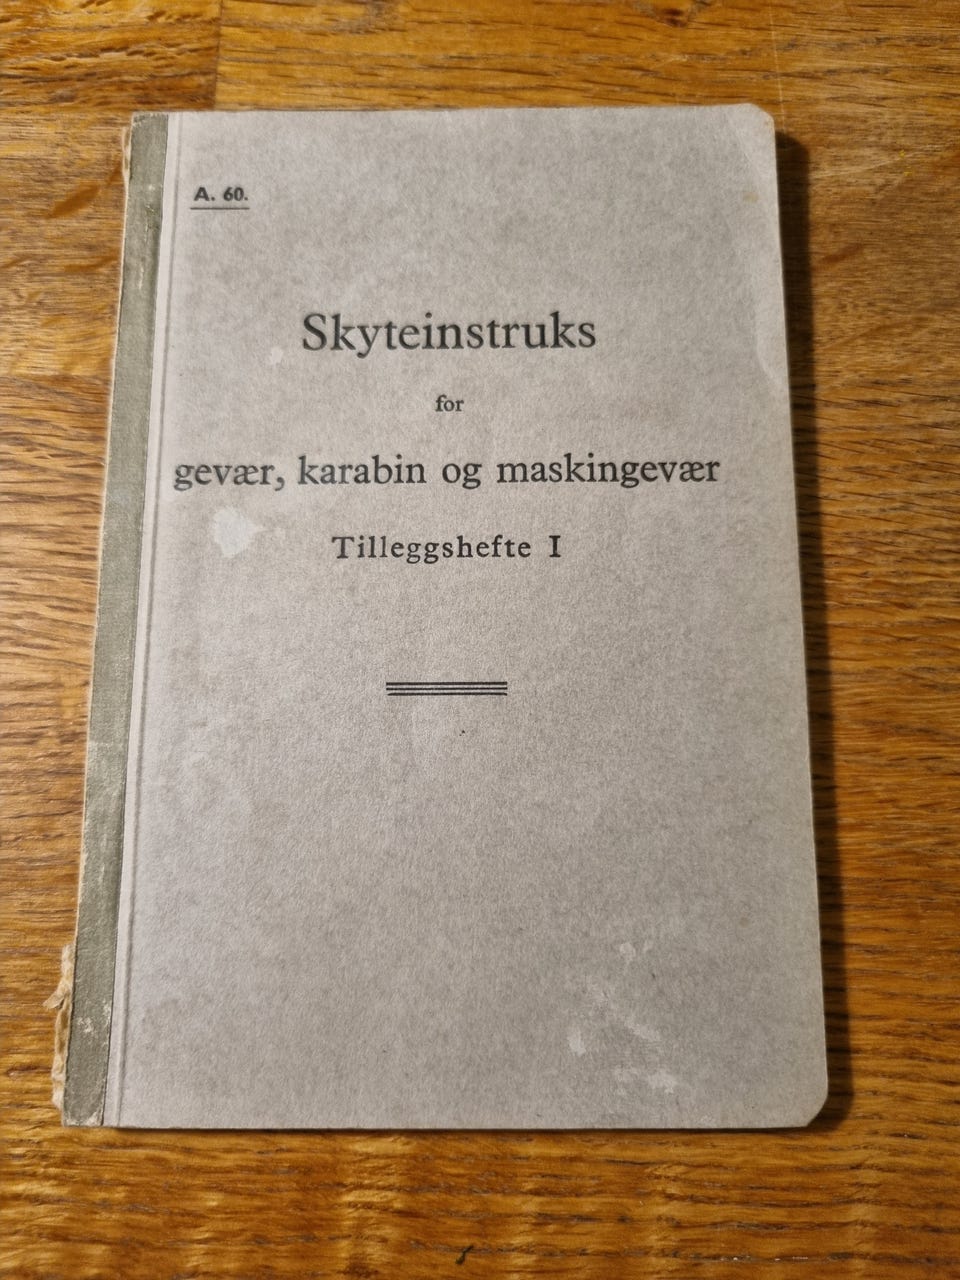 A. 60.
Skyteinstruks
for
gevær, karabin og maskingevær
Tilleggshefte I